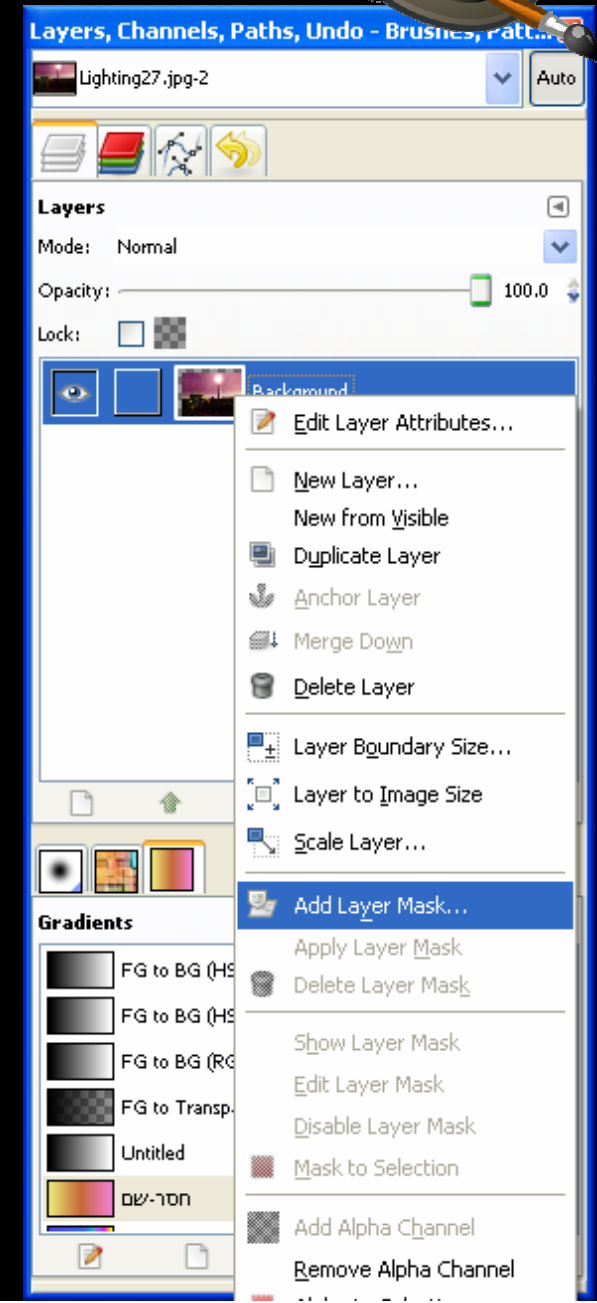 Layers, Channels, Paths, Undo - Brushes, Patt...
Lighting27.jpg-2
Auto
Layers
Mode: Normal
Opacity: 100.0
Lock:
Background
Edit Layer Attributes...
New Layer...
New from Visible
Duplicate Layer
Anchor Layer
Merge Down
Delete Layer
Layer Boundary Size...
Layer to Image Size
Scale Layer...
Add Layer Mask...
Apply Layer Mask
Delete Layer Mask
Show Layer Mask
Edit Layer Mask
Disable Layer Mask
Mask to Selection
Add Alpha Channel
Remove Alpha Channel
Gradients
FG to BG (HS
FG to BG (HS
FG to BG (RG
FG to Transp.
Untitled
חסר-שם